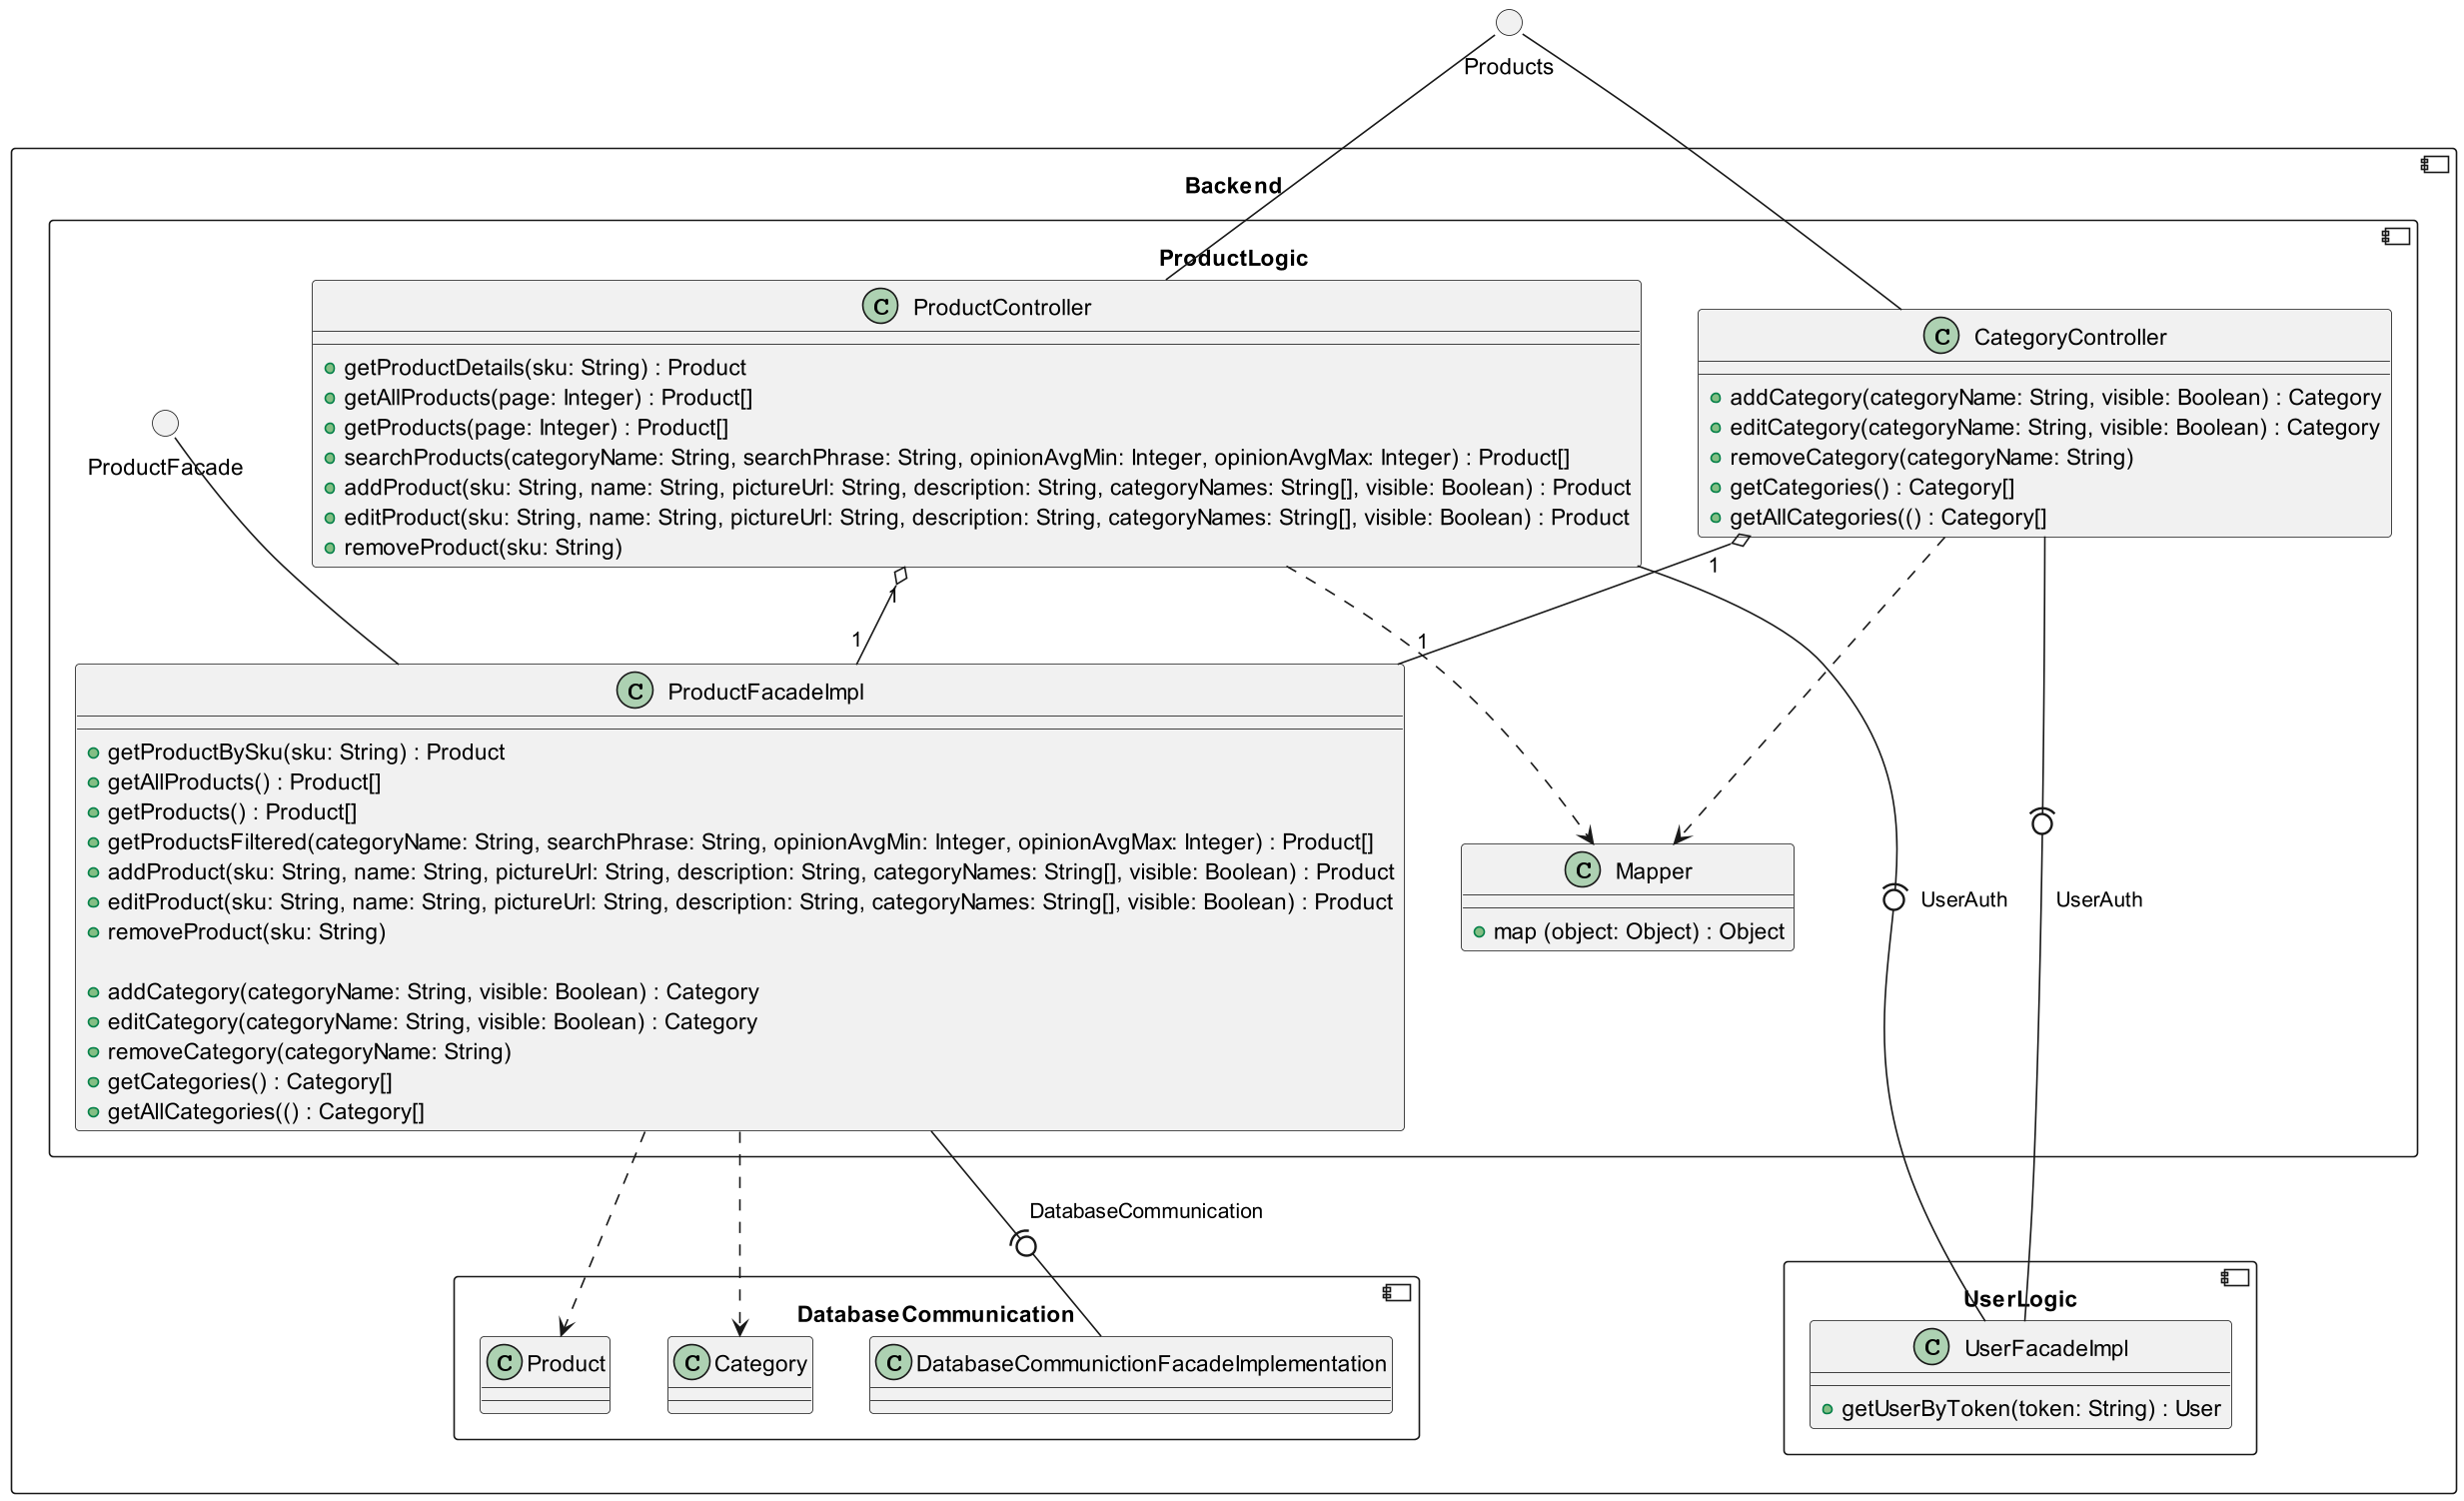 Products
Backend
ProductLogic
C ProductController
getProductDetails(sku: String) : Product
getAllProducts(page: Integer) : Product[]
getProducts(page: Integer) : Product[]
searchProducts(categoryName: String, searchPhrase: String, opinionAvgMin: Integer, opinionAvgMax: Integer) : Product[]
addProduct(sku: String, name: String, pictureUrl: String, description: String, categoryNames: String[], visible: Boolean) : Product
editProduct(sku: String, name: String, pictureUrl: String, description: String, categoryNames: String[], visible: Boolean) : Product
removeProduct(sku: String)
C CategoryController
addCategory(categoryName: String, visible: Boolean) : Category
editCategory(categoryName: String, visible: Boolean) : Category
removeCategory(categoryName: String)
getCategories() : Category[]
getAllCategories(() : Category[]
ProductFacade
1
1
1
1
C ProductFacadeImpl
getProductBySku(sku: String) : Product
getAllProducts() : Product[]
getProducts() : Product[]
getProductsFiltered(categoryName: String, searchPhrase: String, opinionAvgMin: Integer, opinionAvgMax: Integer) : Product[]
addProduct(sku: String, name: String, pictureUrl: String, description: String, categoryNames: String[], visible: Boolean) : Product
editProduct(sku: String, name: String, pictureUrl: String, description: String, categoryNames: String[], visible: Boolean) : Product
removeProduct(sku: String)
addCategory(categoryName: String, visible: Boolean) : Category
editCategory(categoryName: String, visible: Boolean) : Category
removeCategory(categoryName: String)
getCategories() : Category[]
getAllCategories(() : Category[]
C Mapper
map (object: Object) : Object
UserAuth
UserAuth
DatabaseCommunication
DatabaseCommunication
C Product
C Category
C DatabaseCommunictionFacadeImplementation
UserLogic
C UserFacadeImpl
getUserByToken(token: String) : User